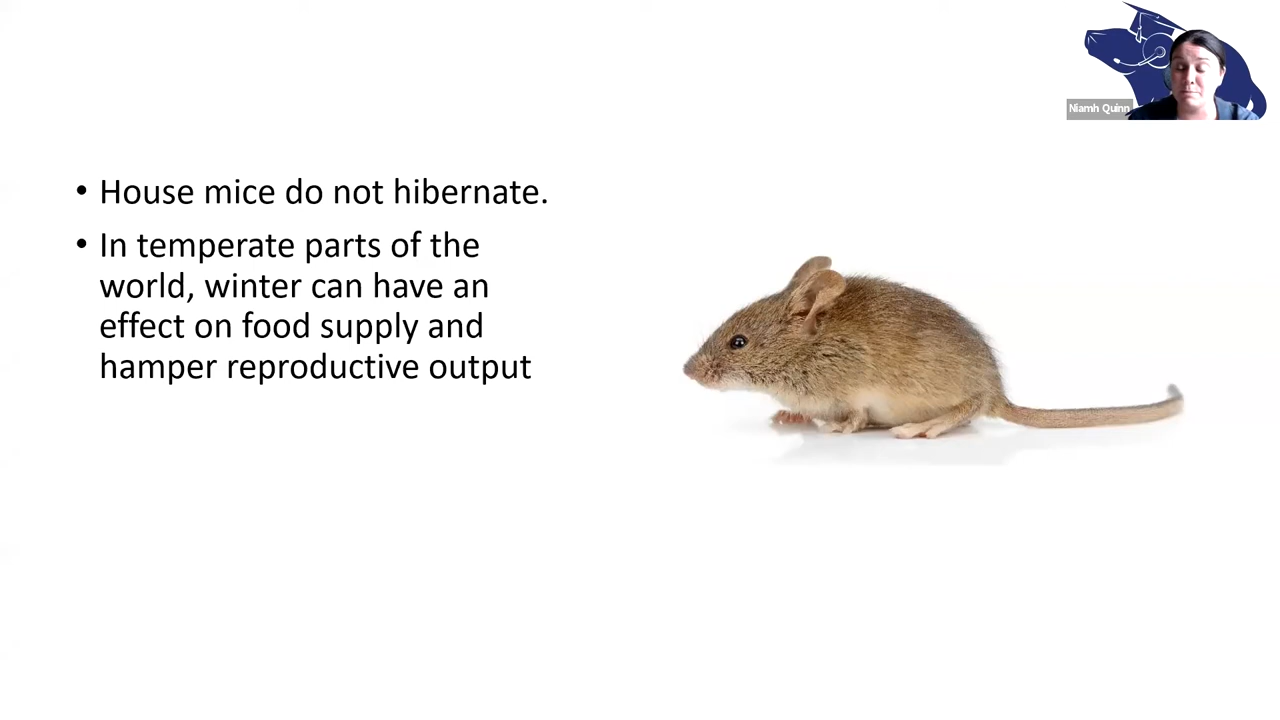 Niamh Quinn
• House mice do not hibernate.
• In temperate parts of the
world, winter can have an
effect on food supply and
hamper reproductive output